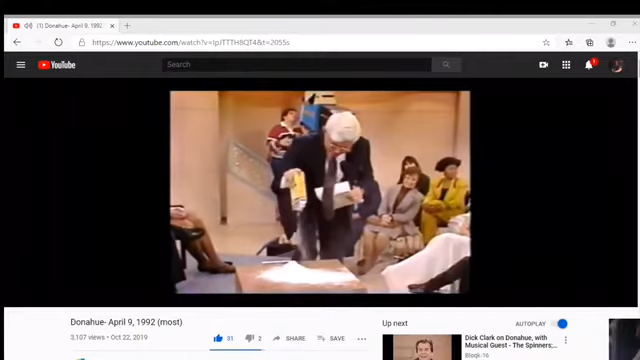 (1) Donahue- April 9, 1992
https://www.youtube.com/watch?v=IpJTTTH8QT4&t=2055s
YouTube
Search
Donahue- April 9, 1992 (most)
3,107 views • Oct 22, 2019
31
2
SHARE
SAVE
Up next
AUTOPLAY
Dick Clark on Donahue, with
Musical Guest - The Spinners;...
Bloqk-16